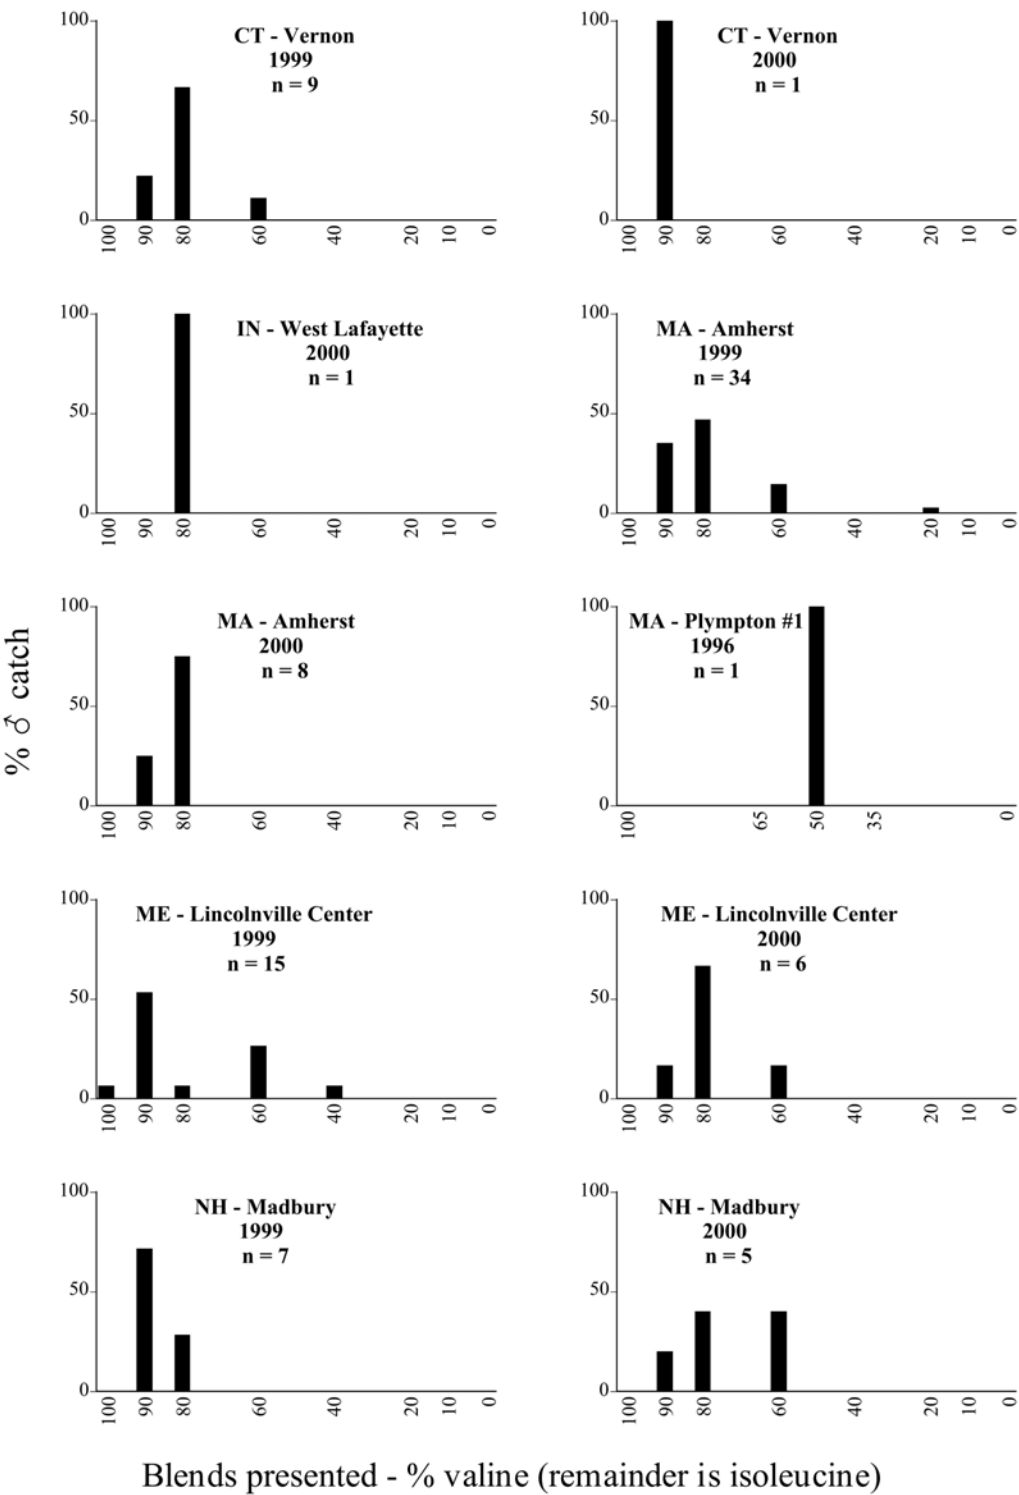 % ♂ catch
100
50
0
CT - Vernon
1999
n = 9
100 90 80 60 40 20 10 0
100
50
0
CT - Vernon
2000
n = 1
100 90 80 60 40 20 10 0
100
50
0
IN - West Lafayette
2000
n = 1
100 90 80 60 40 20 10 0
100
50
0
MA - Amherst
1999
n = 34
100 90 80 60 40 20 10 0
100
50
0
MA - Amherst
2000
n = 8
100 90 80 60 40 20 10 0
100
50
0
MA - Plympton #1
1996
n = 1
100 65 50 35 0
100
50
0
ME - Lincolnville Center
1999
n = 15
100 90 80 60 40 20 10 0
100
50
0
ME - Lincolnville Center
2000
n = 6
100 90 80 60 40 20 10 0
100
50
0
NH - Madbury
1999
n = 7
100 90 80 60 40 20 10 0
100
50
0
NH - Madbury
2000
n = 5
100 90 80 60 40 20 10 0
Blends presented - % valine (remainder is isoleucine)